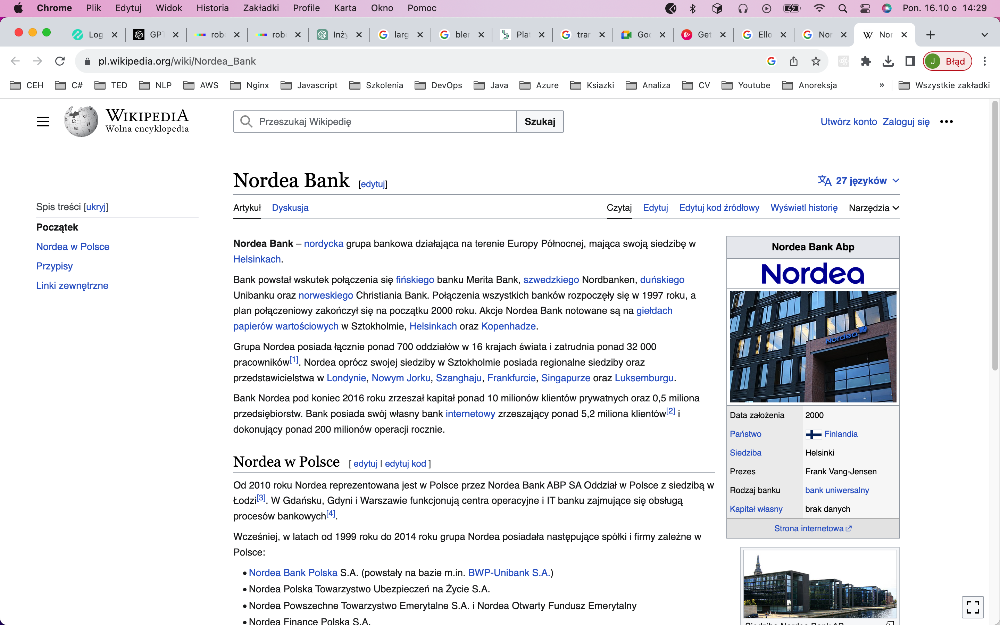 Chrome Plik Edytuj Widok Historia Zakładki Profile Karta Okno Pomoc Pon. 16.10 o 14:29
Log GPT rob rob Inży larg bler Plat trar Goo Get Ello Nor Nor
pl.wikipedia.org/wiki/Nordea_Bank J Błąd
CEH C# TED NLP AWS Nginx Javascript Szkolenia DevOps Java Azure Ksiazki Analiza CV Youtube Anoreksja » Wszystkie zakładki
WIKIPEDIA
Wolna encyklopedia
Przeszukaj Wikipedię Szukaj
Utwórz konto Zaloguj się
Nordea Bank [edytuj]
27 języków
Spis treści [ukryj]
Początek
Nordea w Polsce
Przypisy
Linki zewnętrzne
Artykuł Dyskusja Czytaj Edytuj Edytuj kod źródłowy Wyświetl historię Narzędzia
Nordea Bank – nordycka grupa bankowa działająca na terenie Europy Północnej, mająca swoją siedzibę w
Helsinkach.
Bank powstał wskutek połączenia się fińskiego banku Merita Bank, szwedzkiego Nordbanken, duńskiego
Unibanku oraz norweskiego Christiania Bank. Połączenia wszystkich banków rozpoczęły się w 1997 roku, a
plan połączeniowy zakończył się na początku 2000 roku. Akcje Nordea Bank notowane są na giełdach
papierów wartościowych w Sztokholmie, Helsinkach oraz Kopenhadze.
Grupa Nordea posiada łącznie ponad 700 oddziałów w 16 krajach świata i zatrudnia ponad 32 000
pracowników[1]. Nordea oprócz swojej siedziby w Sztokholmie posiada regionalne siedziby oraz
przedstawicielstwa w Londynie, Nowym Jorku, Szanghaju, Frankfurcie, Singapurze oraz Luksemburgu.
Bank Nordea pod koniec 2016 roku zrzeszał kapitał ponad 10 milionów klientów prywatnych oraz 0,5 miliona
przedsiębiorstw. Bank posiada swój własny bank internetowy zrzeszający ponad 5,2 miliona klientów[2] i
dokonujący ponad 200 milionów operacji rocznie.
Nordea w Polsce [ edytuj | edytuj kod ]
Od 2010 roku Nordea reprezentowana jest w Polsce przez Nordea Bank ABP SA Oddział w Polsce z siedzibą w
Łodzi[3]. W Gdańsku, Gdyni i Warszawie funkcjonują centra operacyjne i IT banku zajmujące się obsługą
procesów bankowych[4].
Wcześniej, w latach od 1999 roku do 2014 roku grupa Nordea posiadała następujące spółki i firmy zależne w
Polsce:
• Nordea Bank Polska S.A. (powstały na bazie m.in. BWP-Unibank S.A.)
• Nordea Polska Towarzystwo Ubezpieczeń na Życie S.A.
• Nordea Powszechne Towarzystwo Emerytalne S.A. i Nordea Otwarty Fundusz Emerytalny
• Nordea Finance Polska S.A.
Nordea Bank Abp
Nordea
Nordea
Data założenia 2000
Państwo Finlandia
Siedziba Helsinki
Prezes Frank Vang-Jensen
Rodzaj banku bank uniwersalny
Kapitał własny brak danych
Strona internetowa
Siedziba Nordea Bank AB